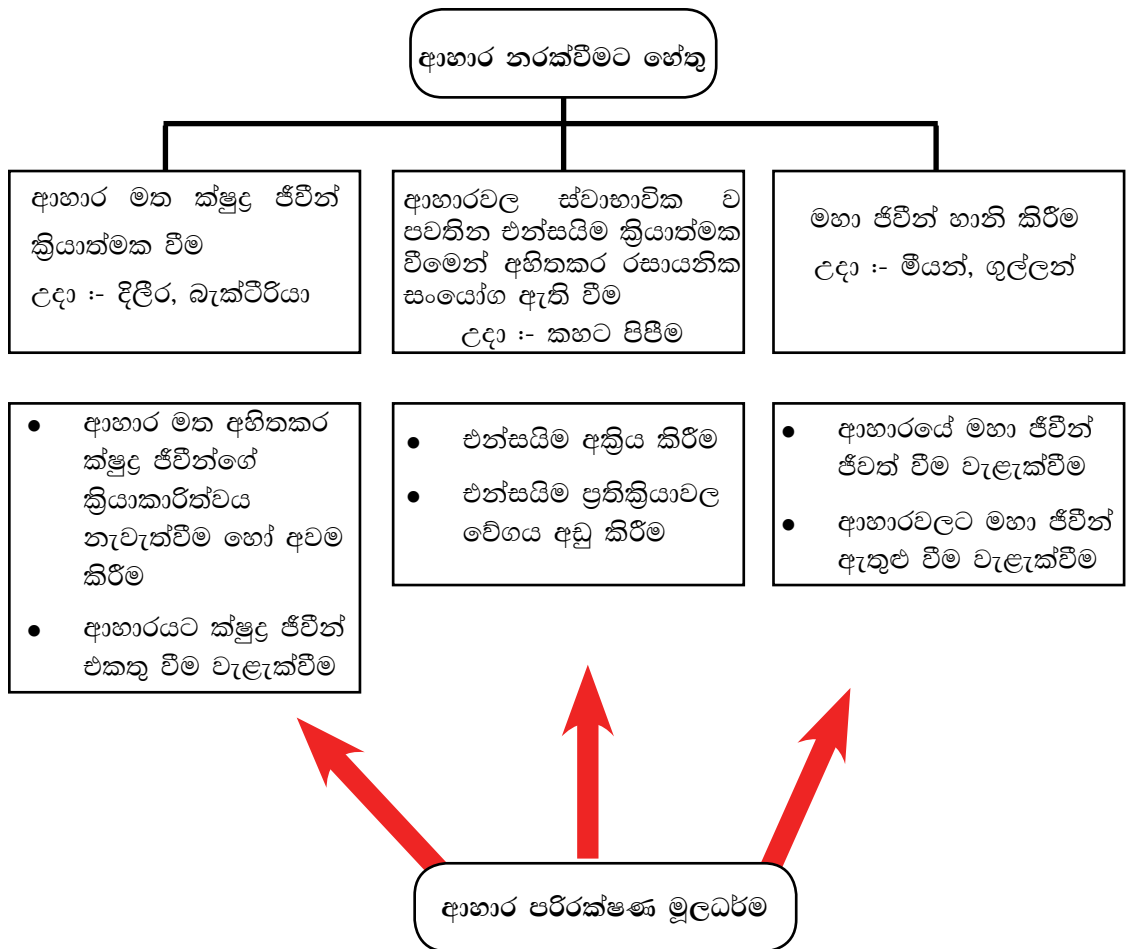 ආහාර නරක්වීමට හේතු
ආහාර මත ක්ෂුද්‍ර ජීවීන්
ක්‍රියාත්මක වීම
උදා :- දිලීර, බැක්ටීරියා
ආහාරවල ස්වාභාවික ව
පවතින එන්සයිම ක්‍රියාත්මක
වීමෙන් අහිතකර රසායනික
සංයෝග ඇති වීම
උදා :- කහට පිපීම
මහා ජීවීන් හානි කිරීම
උදා :- මීයන්, ගුල්ලන්
● ආහාර මත අහිතකර
ක්ෂුද්‍ර ජීවීන්ගේ
ක්‍රියාකාරිත්වය
නැවැත්වීම හෝ අවම
කිරීම
● ආහාරයට ක්ෂුද්‍ර ජීවීන්
එකතු වීම වැළැක්වීම
● එන්සයිම අක්‍රිය කිරීම
● එන්සයිම ප්‍රතික්‍රියාවල
වේගය අඩු කිරීම
● ආහාරයේ මහා ජීවීන්
ජීවත් වීම වැළැක්වීම
● ආහාරවලට මහා ජීවීන්
ඇතුළු වීම වැළැක්වීම
ආහාර පරිරක්ෂණ මූලධර්ම